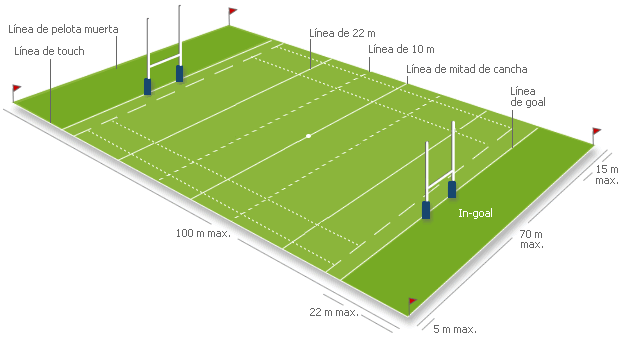 Línea de pelota muerta
Línea de touch
Línea de 22 m
Línea de 10 m
Línea de mitad de cancha
Línea
de goal
15 m
max.
In-goal
70 m
max.
100 m max.
22 m max.
5 m max.